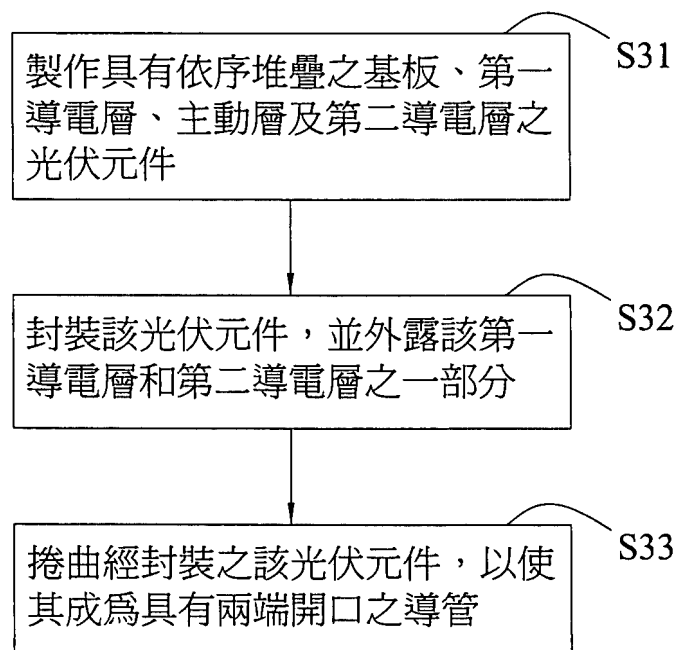 S31
製作具有依序堆疊之基板、第一
導電層、主動層及第二導電層之
光伏元件
S32
封裝該光伏元件，並外露該第一
導電層和第二導電層之一部分
S33
捲曲經封裝之該光伏元件，以使
其成爲具有兩端開口之導管